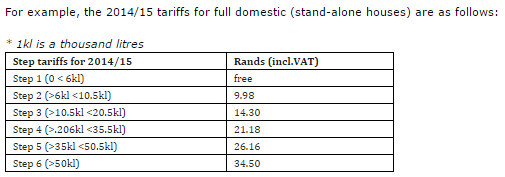 For example, the 2014/15 tariffs for full domestic (stand-alone houses) are as follows:
* 1kl is a thousand litres
Step tariffs for 2014/15 Rands (incl.VAT)
Step 1 (0 < 6kl) free
Step 2 (>6kl <10.5kl) 9.98
Step 3 (>10.5kl <20.5kl) 14.30
Step 4 (>.206kl <35.5kl) 21.18
Step 5 (>35kl <50.5kl) 26.16
Step 6 (>50kl) 34.50